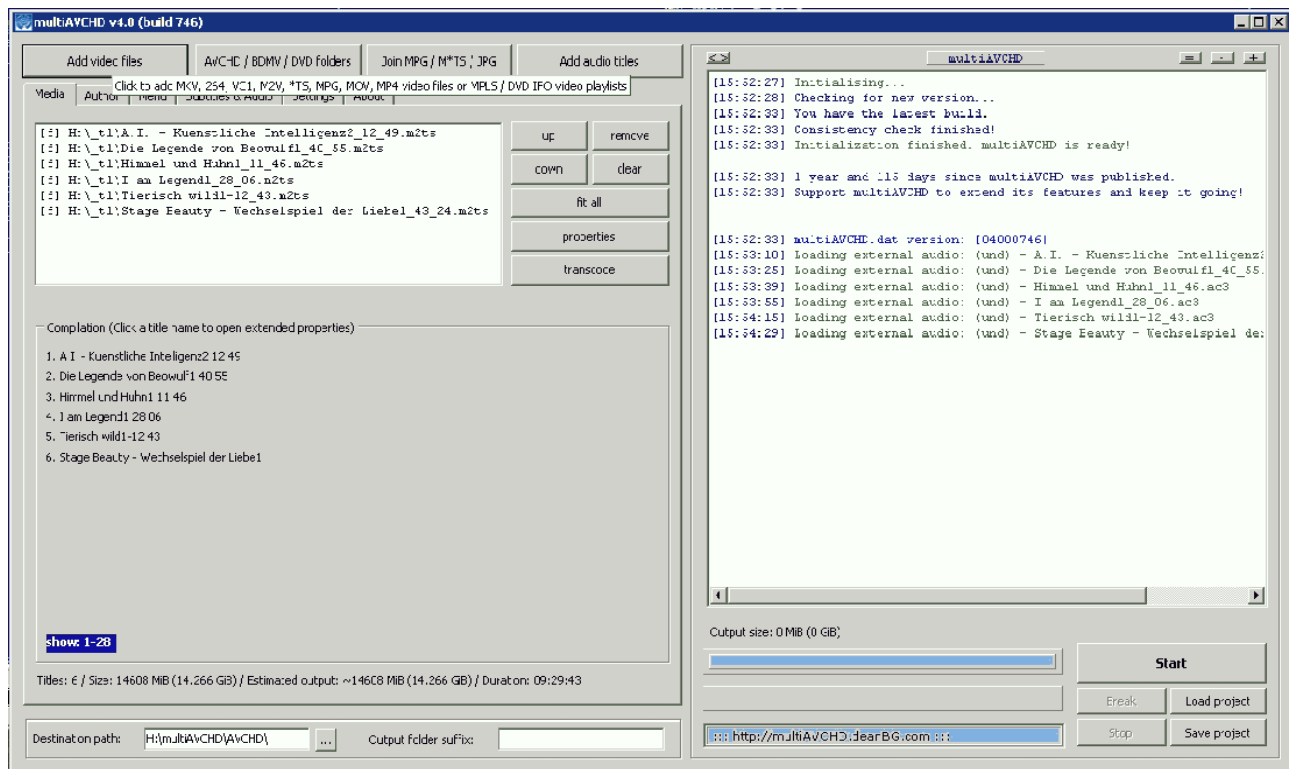 multiAVCHD v4.0 (build 746)
Add video files
AVCHD / BDMV / DVD folders
Join MPG / M*TS / JPG
Add audio titles
Click to add MKV, 264, VC1, M2V, *TS, MPG, MOV, MP4 video files or MPLS / DVD IFO video playlists
Media
Author
Menu
Subtitles & Audio
Settings
About
H:\_t1\A.I. - Kuenstliche Intelligenz2_12_49.m2ts
H:\_t1\Die Legende von Beowulf1_40_55.m2ts
H:\_t1\Himmel und Huhn1_11_46.m2ts
H:\_t1\I am Legend1_28_06.m2ts
H:\_t1\Tierisch wild1-12_43.m2ts
H:\_t1\Stage Beauty - Wechselspiel der Liebe1_43_24.m2ts
up
remove
down
clear
fit all
properties
transcode
Compilation (Click a title name to open extended properties)
1. A I - Kuenstliche Intelligenz2 12 49
2. Die Legende von Beowulf1 40 55
3. Himmel und Huhn1 11 46
4. I am Legend1 28 06
5. Tierisch wild1-12 43
6. Stage Beauty - Wechselspiel der Liebe1
show: 1-28
Titles: 6 / Size: 14608 MiB (14.266 GiB) / Estimated output: ~14608 MiB (14.266 GiB) / Duration: 09:29:43
Destination path:
H:\multiAVCHD\AVCHD\
...
Output folder suffix:
<>
multiAVCHD
=
-
+
[15:52:27] Initialising...
[15:52:28] Checking for new version...
[15:52:33] You have the latest build.
[15:52:33] Consistency check finished!
[15:52:33] Initialization finished. multiAVCHD is ready!
[15:52:33] 1 year and 115 days since multiAVCHD was published.
[15:52:33] Support multiAVCHD to extend its features and keep it going!
[15:52:33] multiAVCHD.dat version: [04000746]
[15:53:10] Loading external audio: (und) - A.I. - Kuenstliche Intelligenz2
[15:53:25] Loading external audio: (und) - Die Legende von Beowulf1_40_55.
[15:53:39] Loading external audio: (und) - Himmel und Huhn1_11_46.ac3
[15:53:55] Loading external audio: (und) - I am Legend1_28_06.ac3
[15:54:15] Loading external audio: (und) - Tierisch wild1-12_43.ac3
[15:54:29] Loading external audio: (und) - Stage Beauty - Wechselspiel der
Output size: 0 MiB (0 GiB)
Start
Break
Load project
::: http://multiAVCHD.deanBG.com :::
Stop
Save project